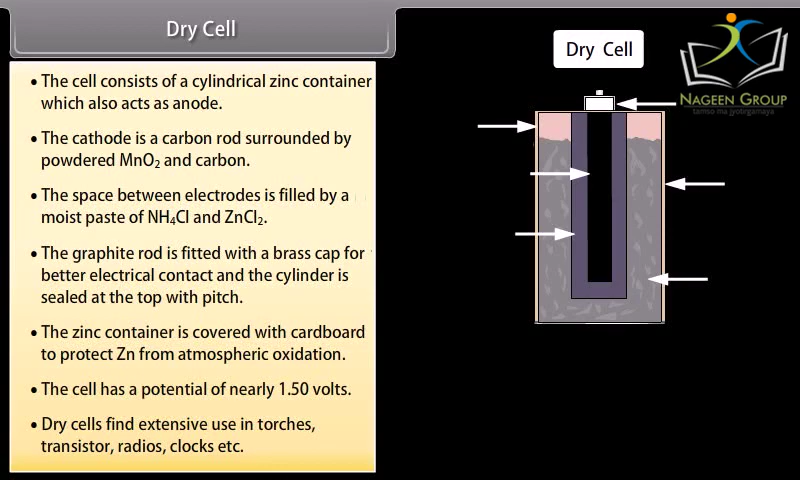 Dry Cell
• The cell consists of a cylindrical zinc container
which also acts as anode.
• The cathode is a carbon rod surrounded by
powdered MnO₂ and carbon.
• The space between electrodes is filled by a
moist paste of NH₄Cl and ZnCl₂.
• The graphite rod is fitted with a brass cap for
better electrical contact and the cylinder is
sealed at the top with pitch.
• The zinc container is covered with cardboard
to protect Zn from atmospheric oxidation.
• The cell has a potential of nearly 1.50 volts.
• Dry cells find extensive use in torches,
transistor, radios, clocks etc.
Dry Cell
NAGEEN GROUP
tamso ma jyotirgamaya